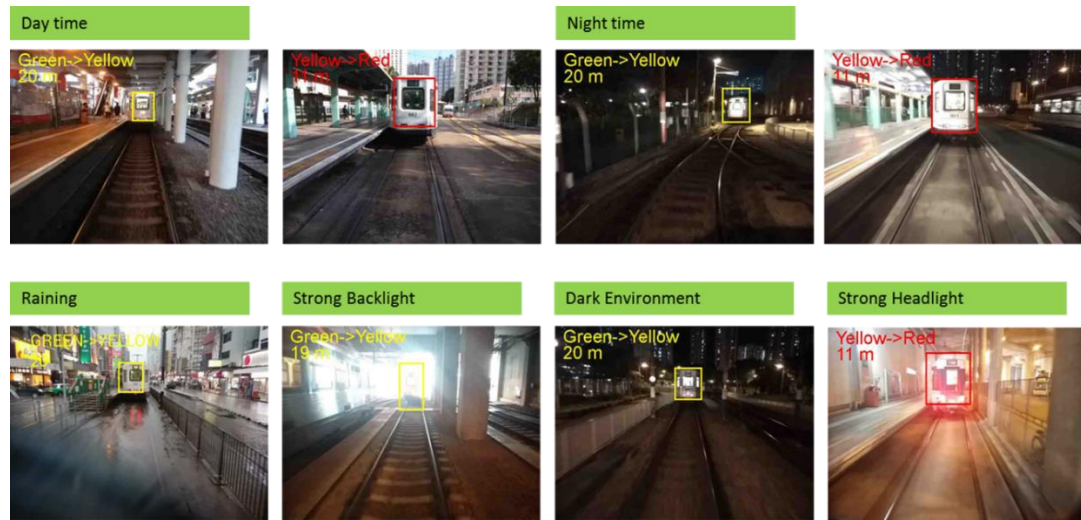 Day time
Night time
Green->Yellow
20 m
Yellow->Red
11 m
Green->Yellow
20 m
Yellow->Red
11 m
Raining
Strong Backlight
Dark Environment
Strong Headlight
GREEN->YELLOW
Green->Yellow
19 m
Green->Yellow
20 m
Yellow->Red
11 m